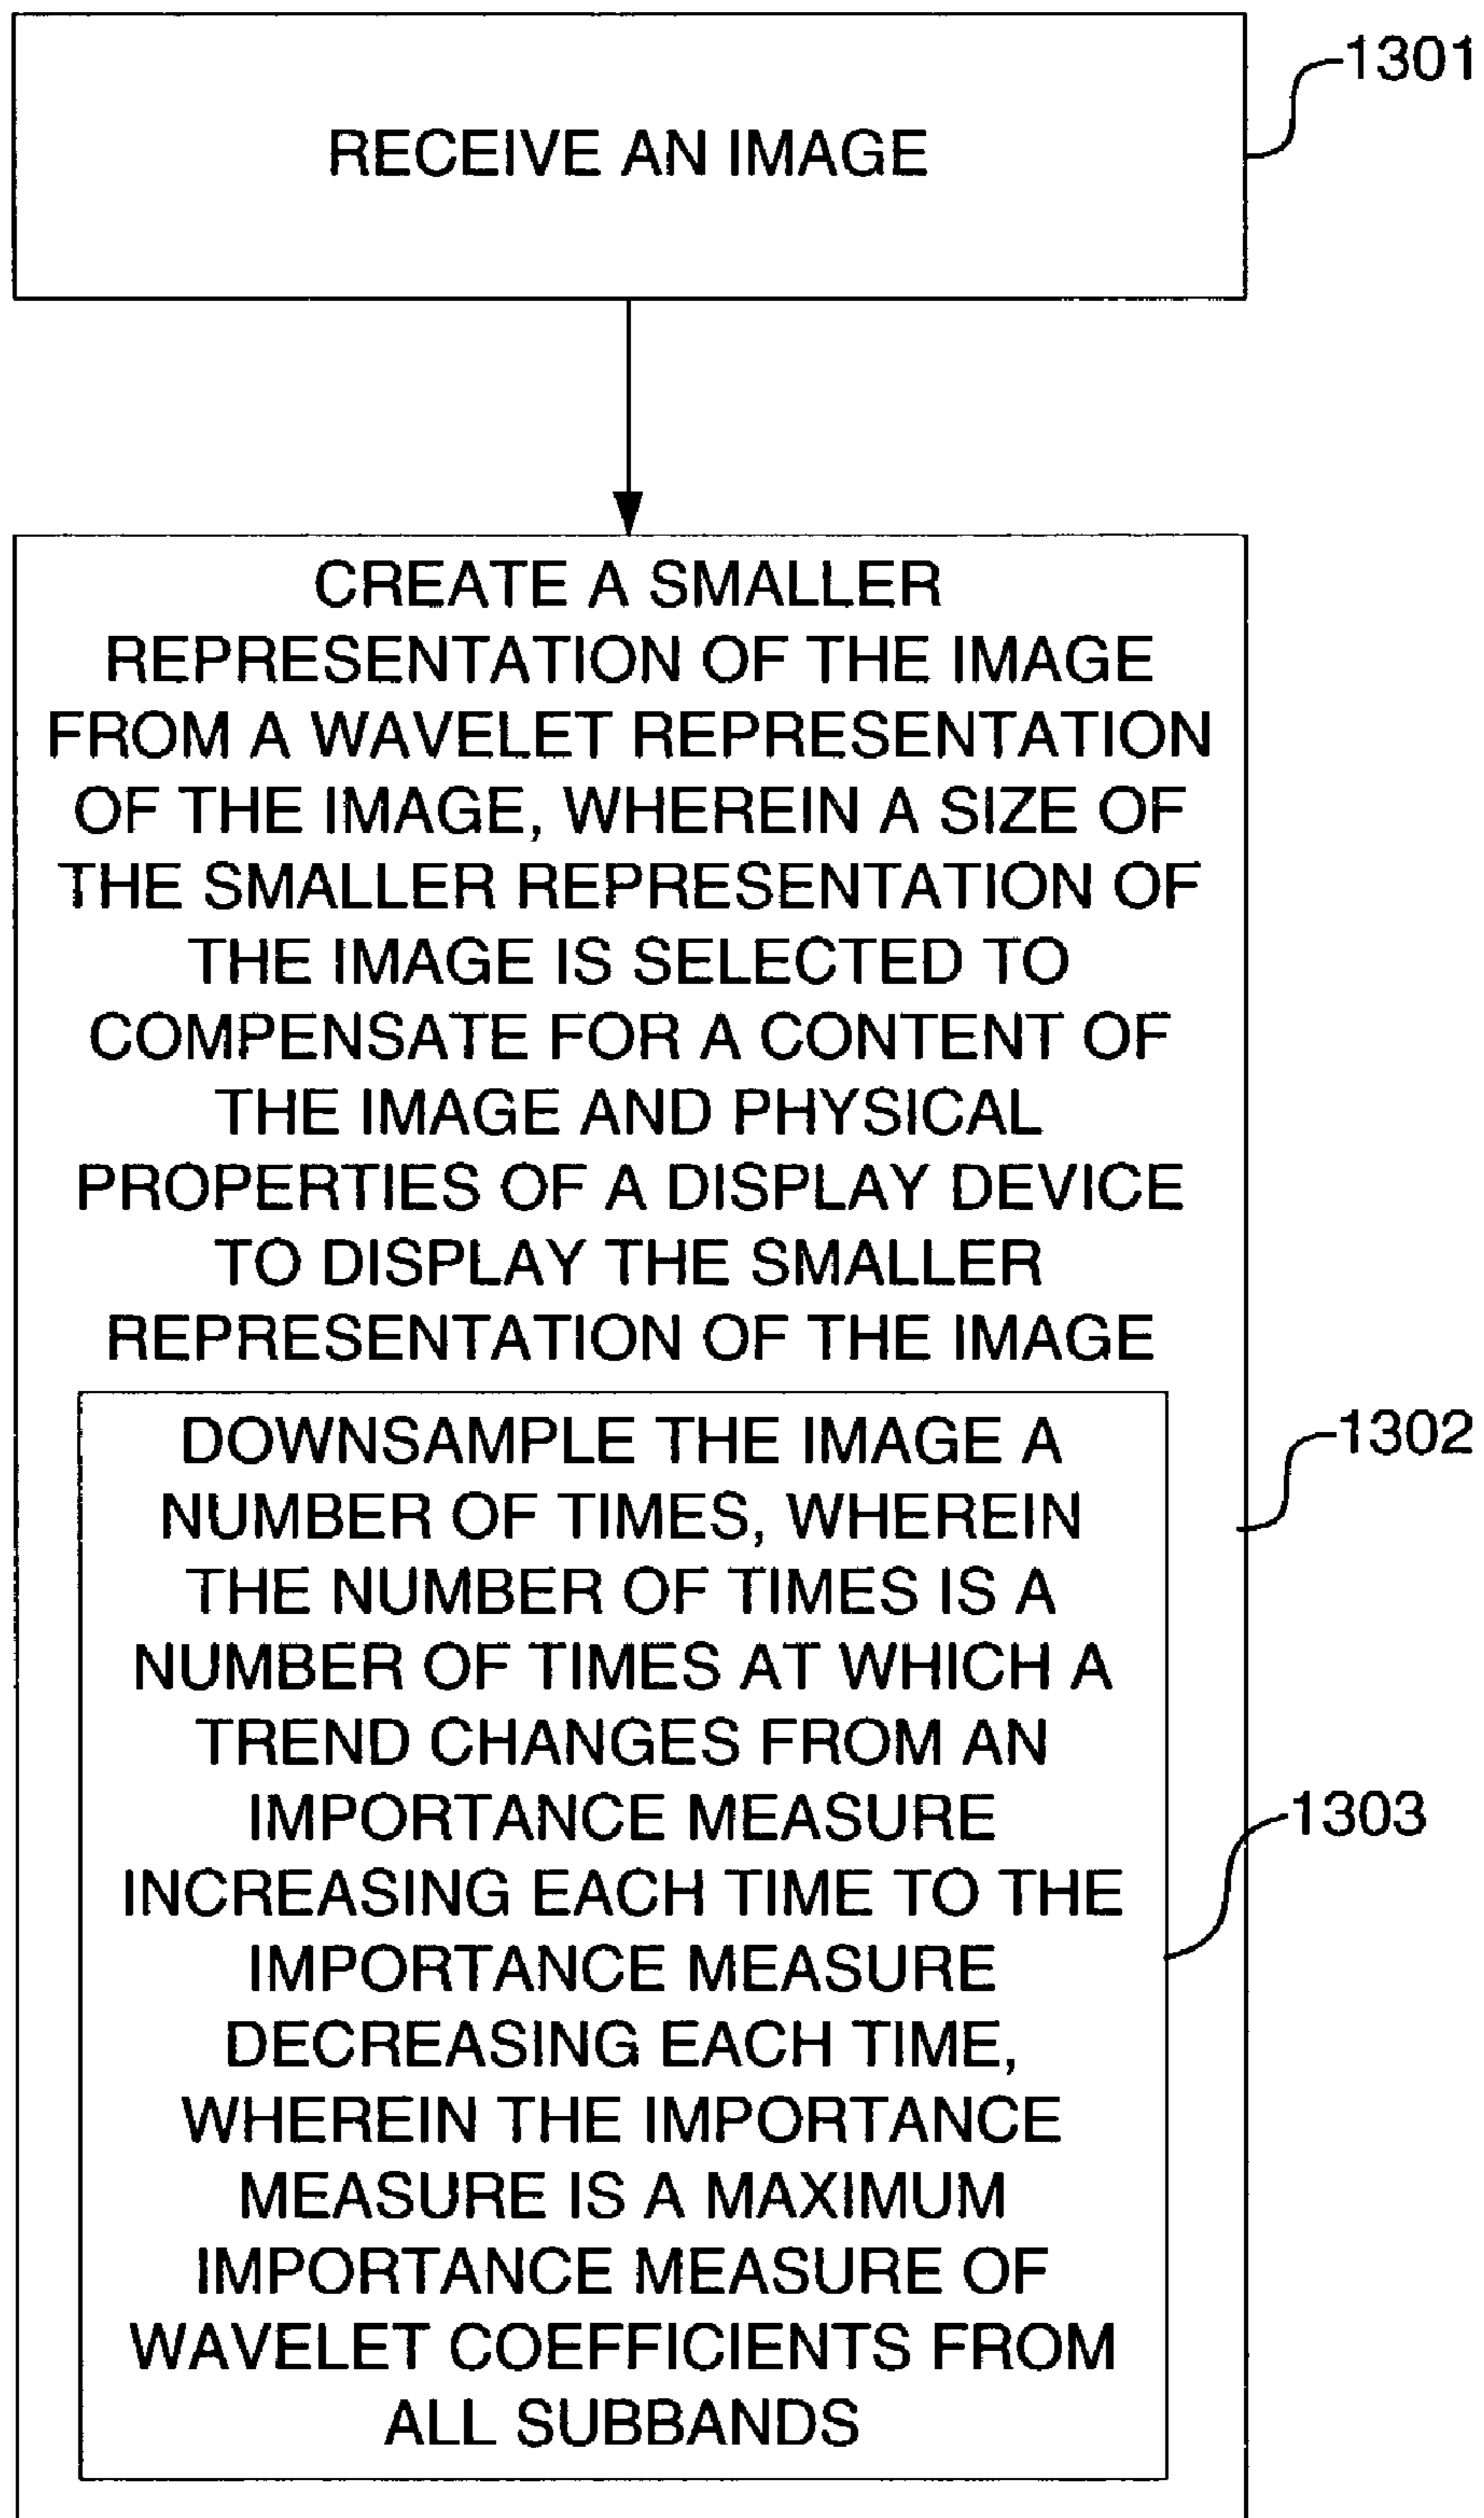 1301
RECEIVE AN IMAGE
CREATE A SMALLER
REPRESENTATION OF THE IMAGE
FROM A WAVELET REPRESENTATION
OF THE IMAGE, WHEREIN A SIZE OF
THE SMALLER REPRESENTATION OF
THE IMAGE IS SELECTED TO
COMPENSATE FOR A CONTENT OF
THE IMAGE AND PHYSICAL
PROPERTIES OF A DISPLAY DEVICE
TO DISPLAY THE SMALLER
REPRESENTATION OF THE IMAGE
1302
DOWNSAMPLE THE IMAGE A
NUMBER OF TIMES, WHEREIN
THE NUMBER OF TIMES IS A
NUMBER OF TIMES AT WHICH A
TREND CHANGES FROM AN
IMPORTANCE MEASURE
1303
INCREASING EACH TIME TO THE
IMPORTANCE MEASURE
DECREASING EACH TIME,
WHEREIN THE IMPORTANCE
MEASURE IS A MAXIMUM
IMPORTANCE MEASURE OF
WAVELET COEFFICIENTS FROM
ALL SUBBANDS